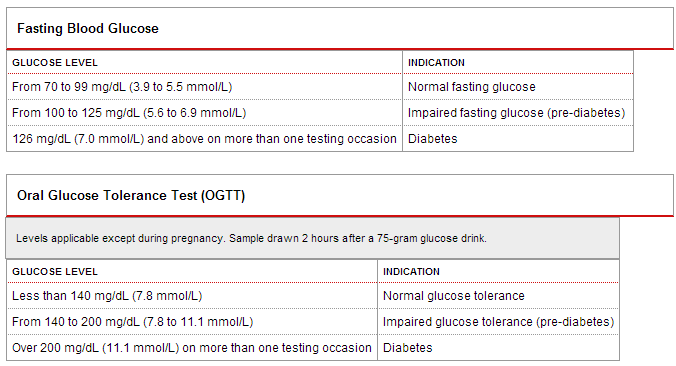 Fasting Blood Glucose
GLUCOSE LEVEL INDICATION
From 70 to 99 mg/dL (3.9 to 5.5 mmol/L) Normal fasting glucose
From 100 to 125 mg/dL (5.6 to 6.9 mmol/L) Impaired fasting glucose (pre-diabetes)
126 mg/dL (7.0 mmol/L) and above on more than one testing occasion Diabetes
Oral Glucose Tolerance Test (OGTT)
Levels applicable except during pregnancy. Sample drawn 2 hours after a 75-gram glucose drink.
GLUCOSE LEVEL INDICATION
Less than 140 mg/dL (7.8 mmol/L) Normal glucose tolerance
From 140 to 200 mg/dL (7.8 to 11.1 mmol/L) Impaired glucose tolerance (pre-diabetes)
Over 200 mg/dL (11.1 mmol/L) on more than one testing occasion Diabetes